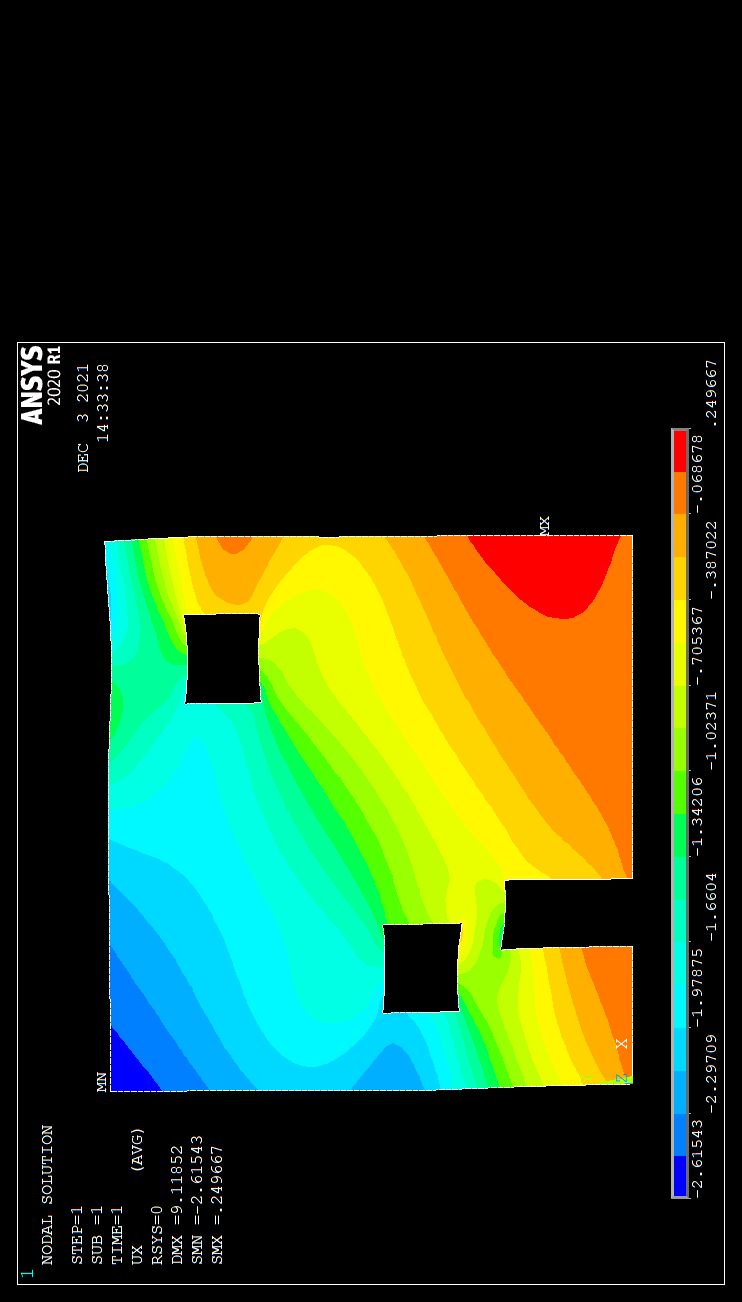 1
NODAL SOLUTION
STEP=1
SUB =1
TIME=1
UX (AVG)
RSYS=0
DMX =9.11852
SMN =-2.61543
SMX =.249667
ANSYS
2020 R1
DEC 3 2021
14:33:38
MN
MX
Z X
-2.61543 -1.97875 -1.34206 -.705367 -.068678
-2.29709 -1.6604 -1.02371 -.387022 .249667